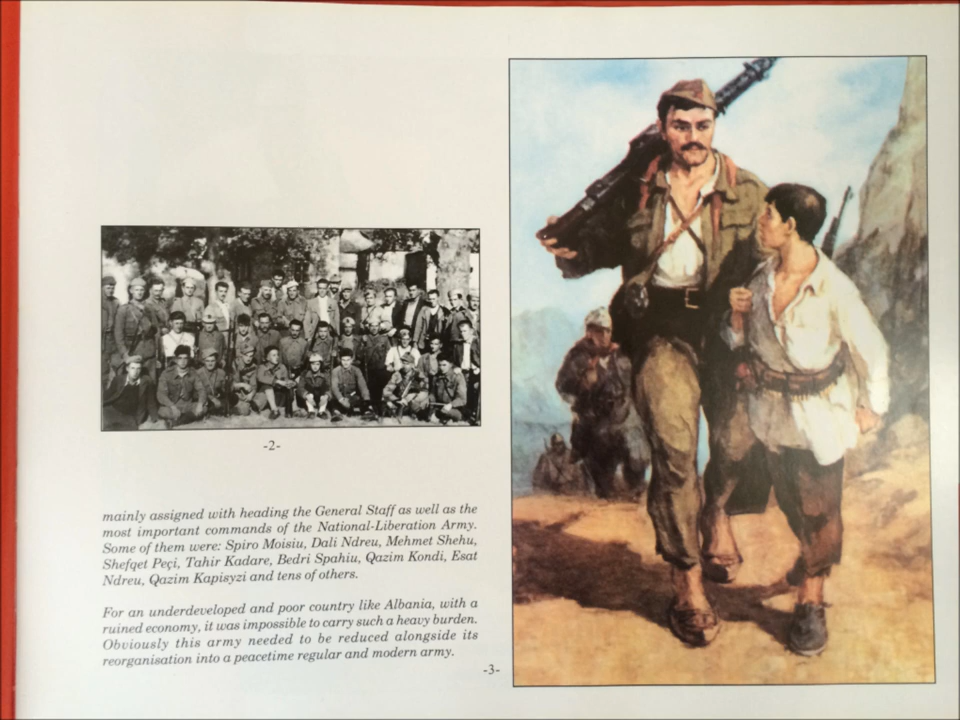 -2-
mainly assigned with heading the General Staff as well as the
most important commands of the National-Liberation Army.
Some of them were: Spiro Moisiu, Dali Ndreu, Mehmet Shehu,
Shefqet Peçi, Tahir Kadare, Bedri Spahiu, Qazim Kondi, Esat
Ndreu, Qazim Kapisyzi and tens of others.
For an underdeveloped and poor country like Albania, with a
ruined economy, it was impossible to carry such a heavy burden.
Obviously this army needed to be reduced alongside its
reorganisation into a peacetime regular and modern army.
-3-